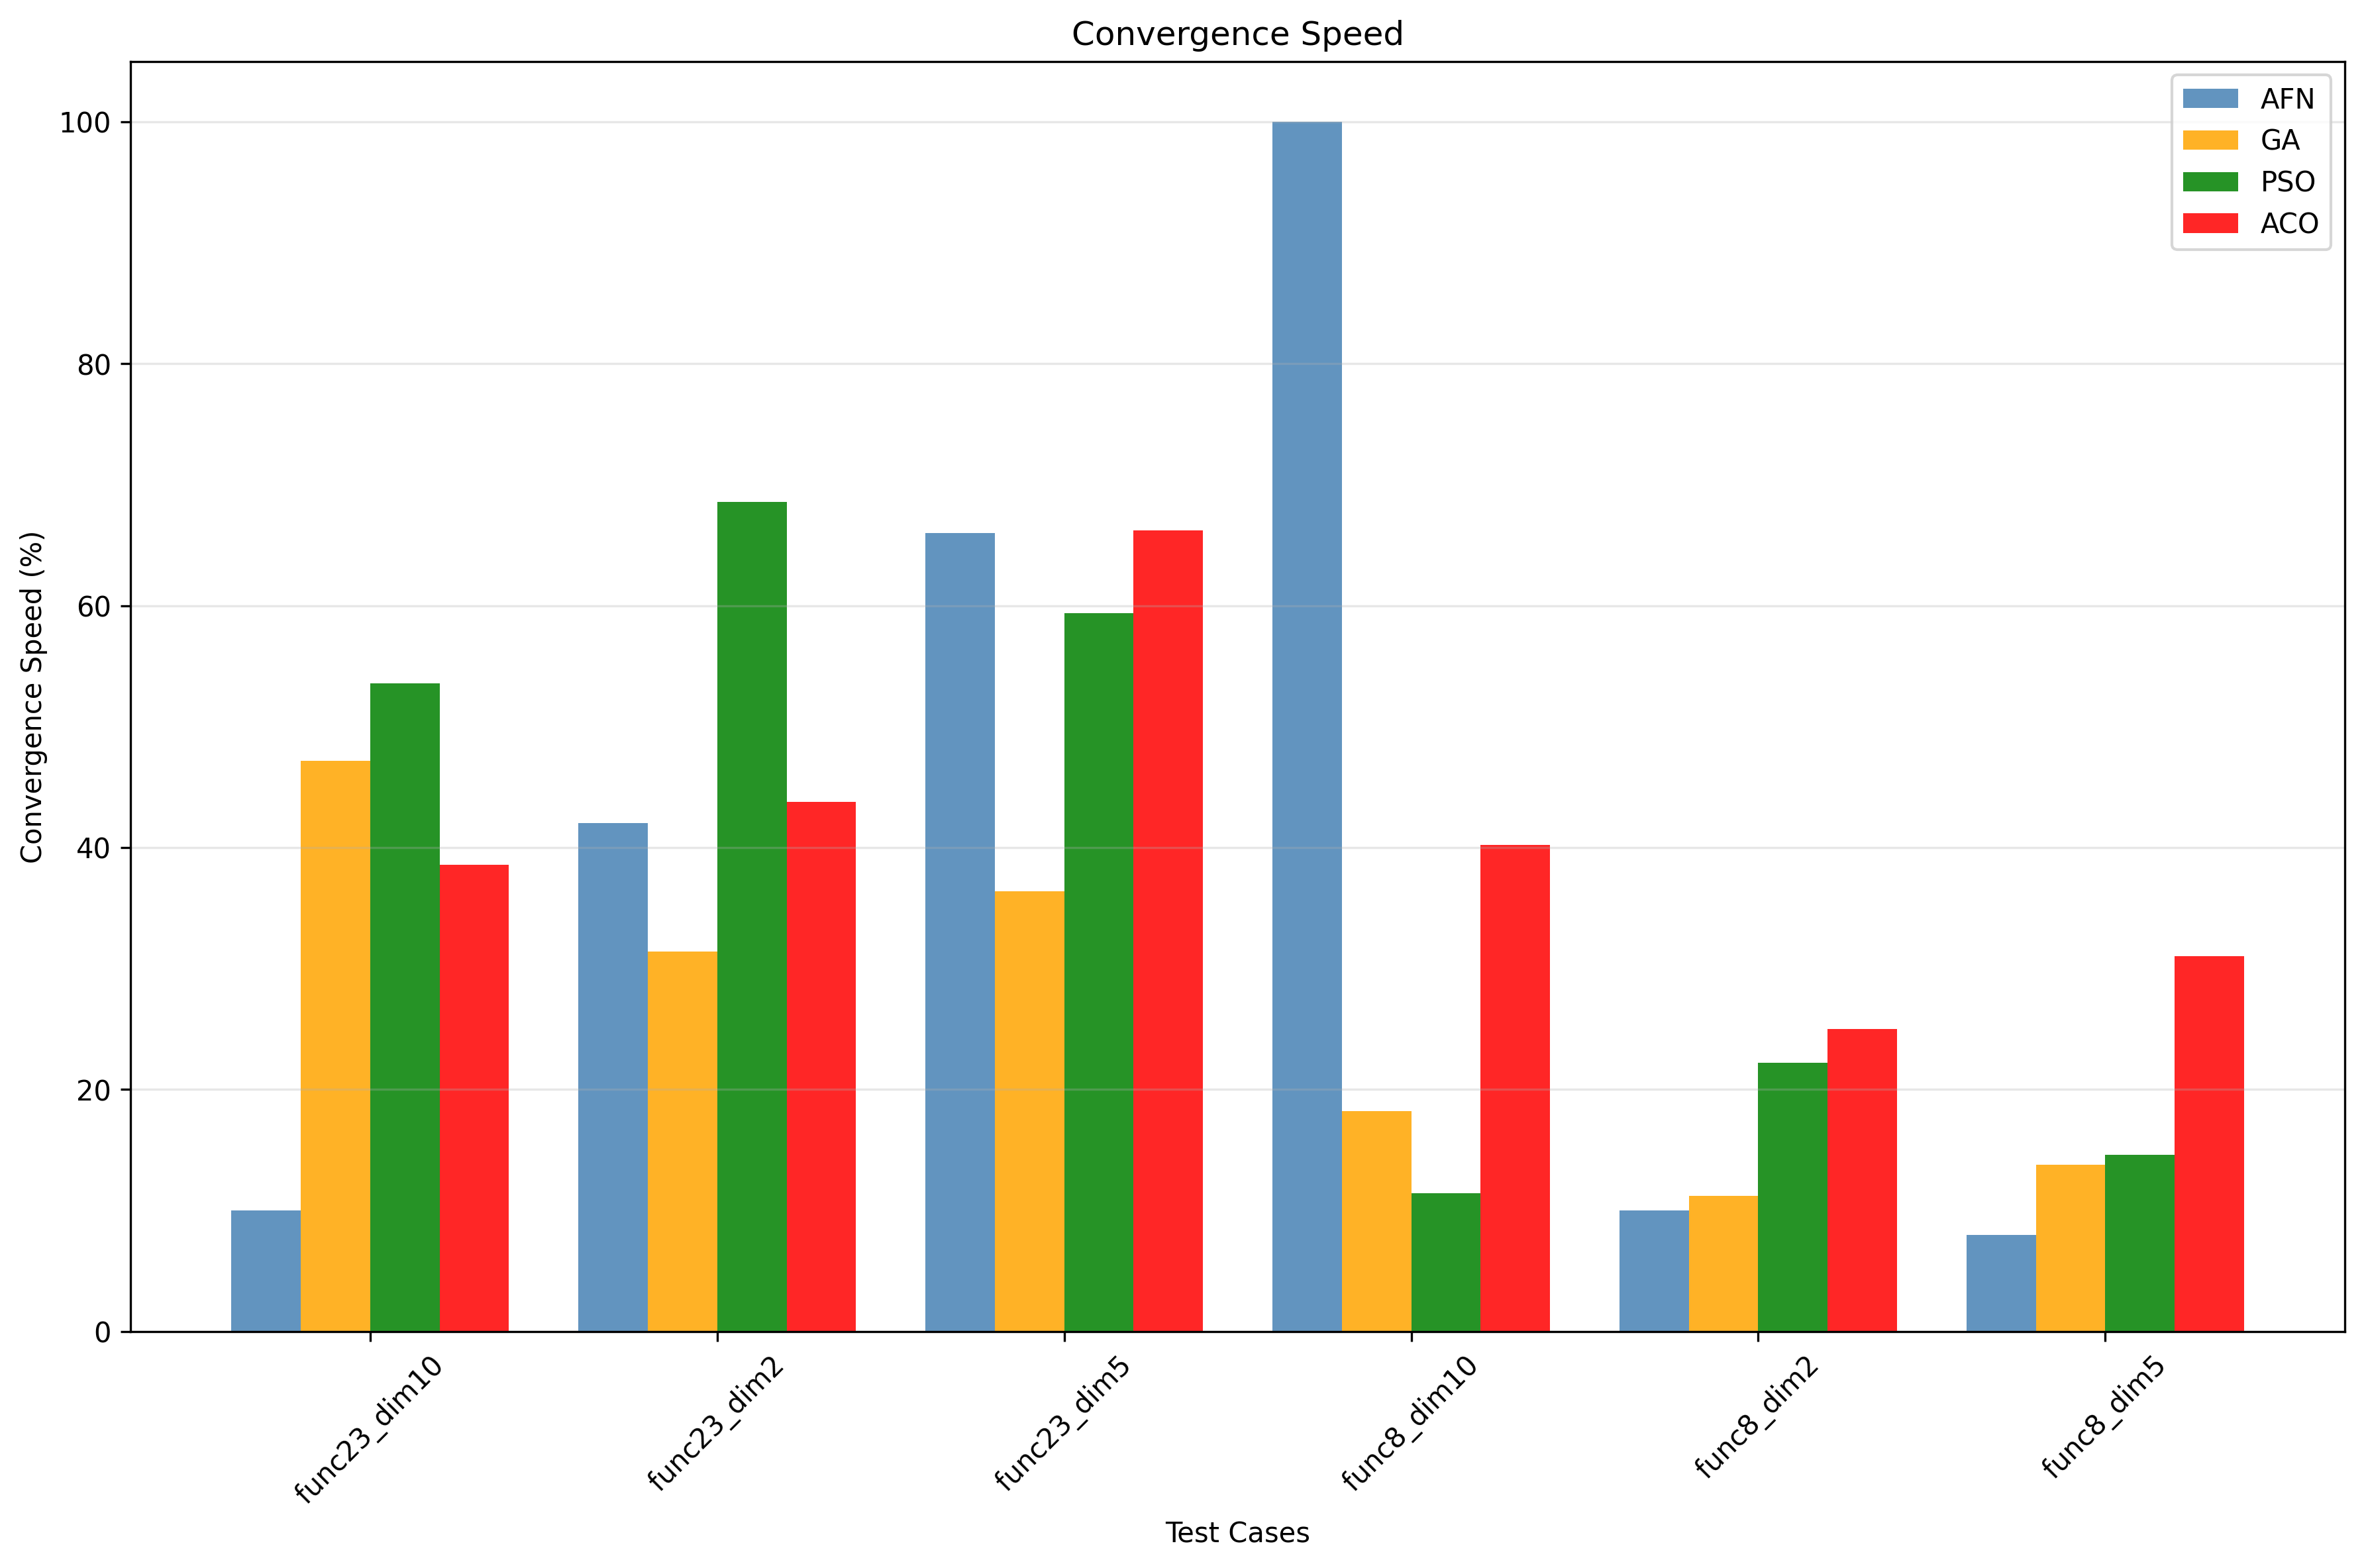 Convergence Speed
AFN
GA
PSO
ACO
Convergence Speed (%)
100
80
60
40
20
0
func23_dim10
func23_dim2
func23_dim5
func8_dim10
func8_dim2
func8_dim5
Test Cases